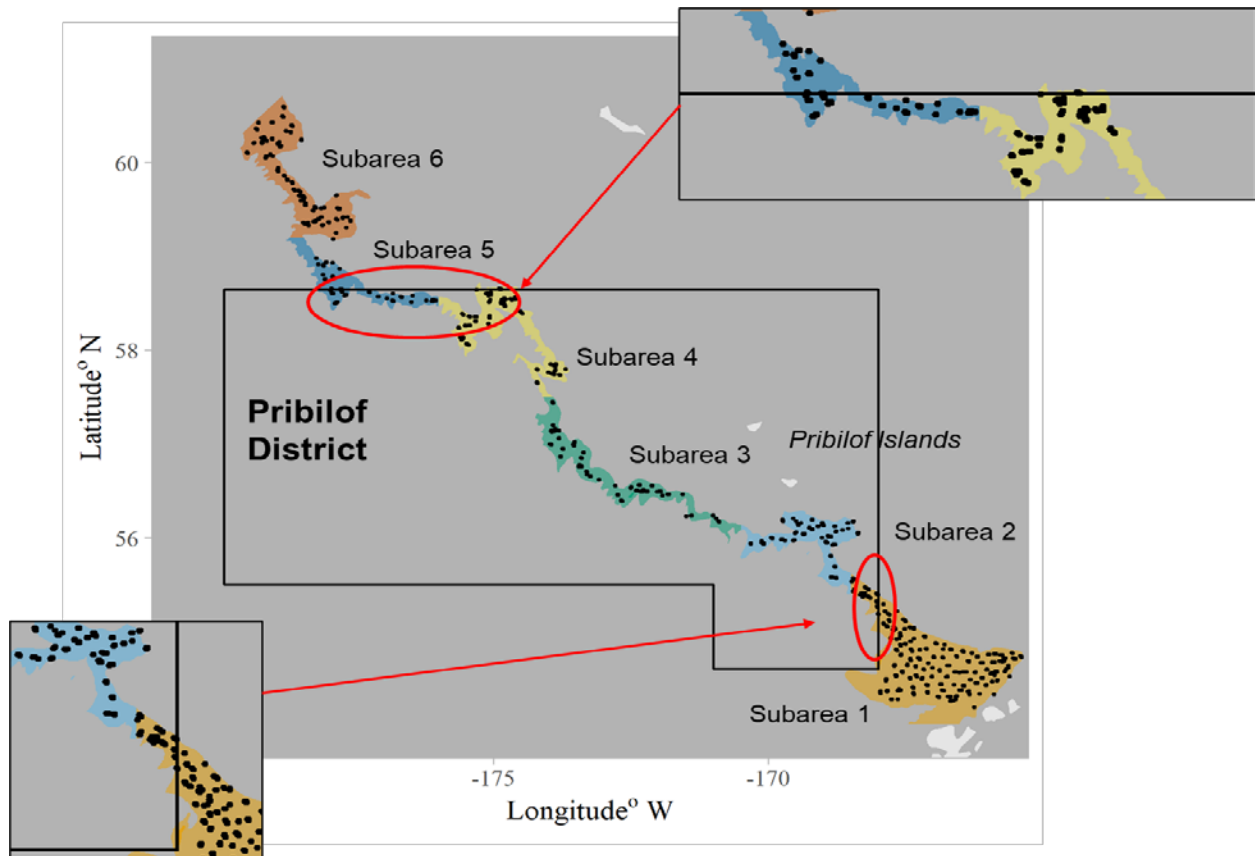 60
58
56
Latitude° N
Subarea 6
Subarea 5
Subarea 4
Pribilof
District
Subarea 3
Pribilof Islands
Subarea 2
Subarea 1
-175
-170
Longitude° W